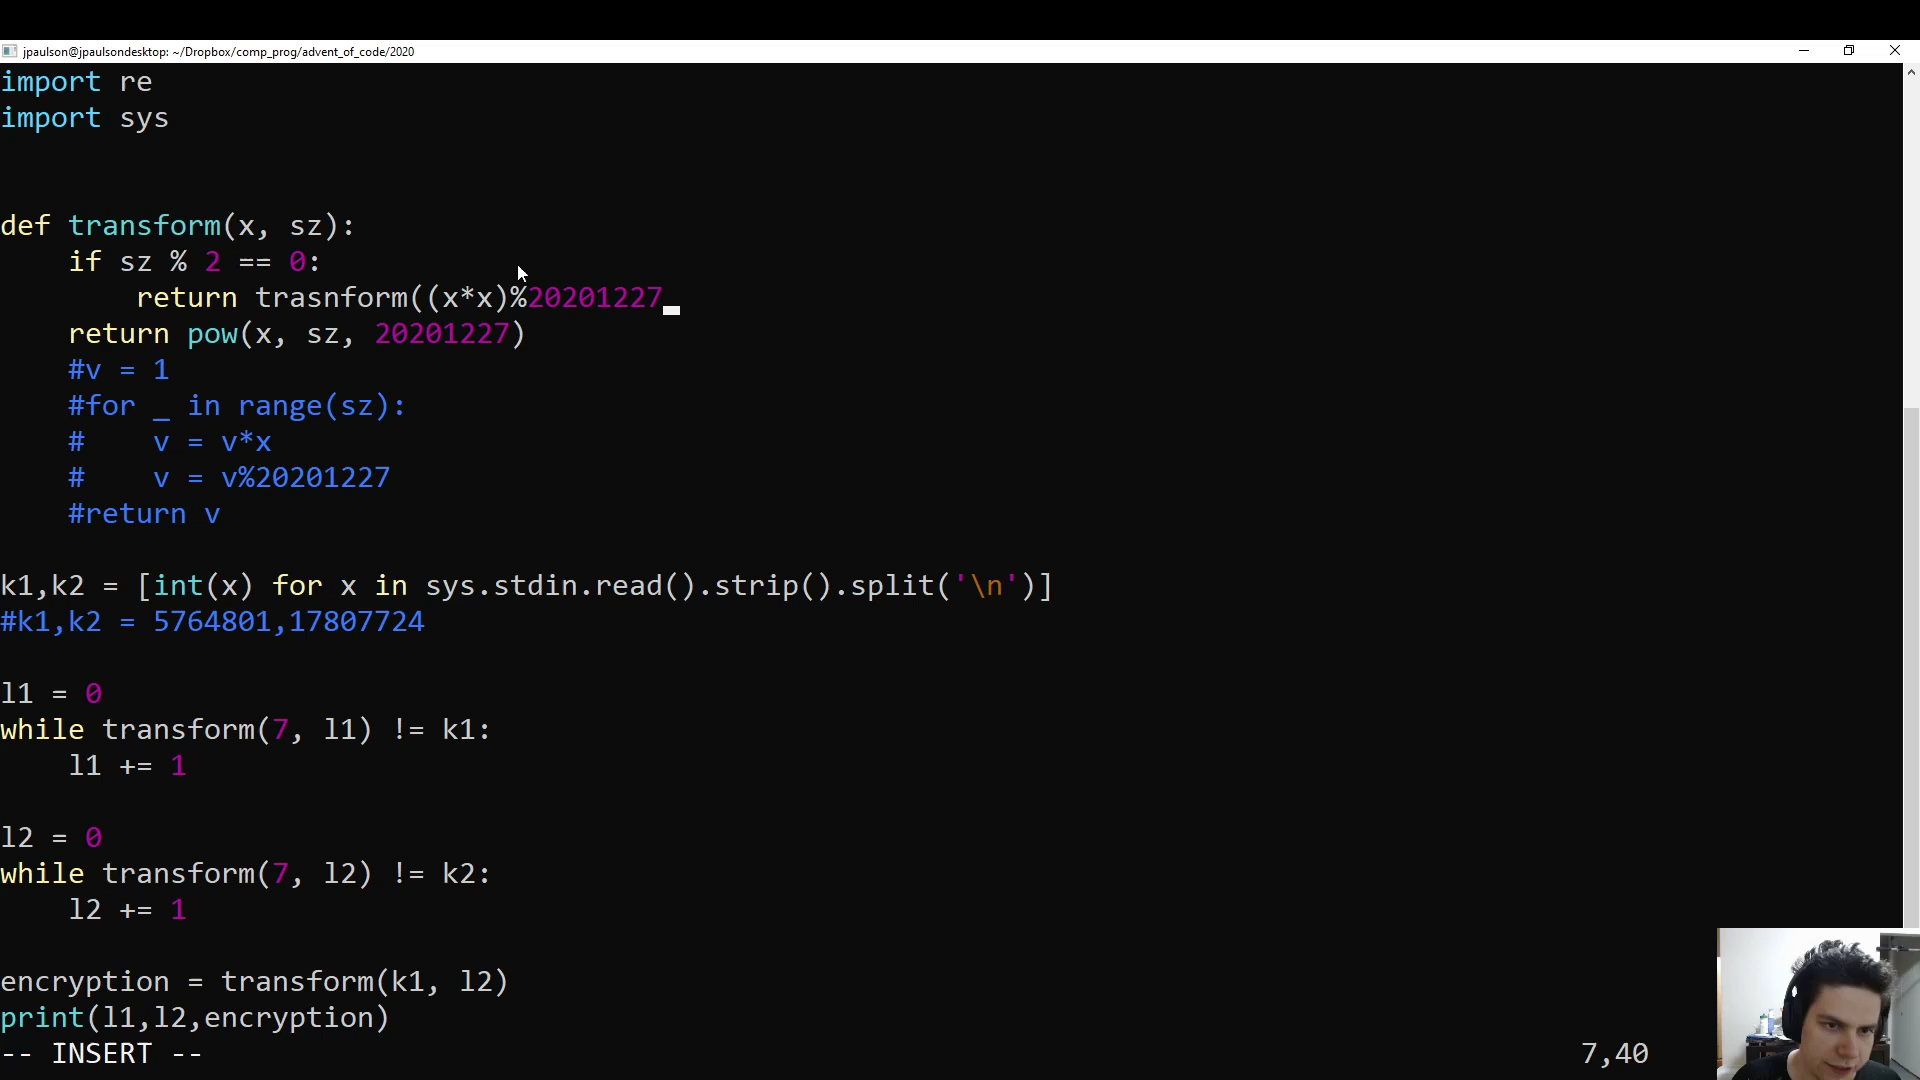 jpaulson@jpaulsondesktop: ~/Dropbox/comp_prog/advent_of_code/2020
import re
import sys
def transform(x, sz):
    if sz % 2 == 0:
        return trasnform((x*x)%20201227
    return pow(x, sz, 20201227)
    #v = 1
    #for _ in range(sz):
    #    v = v*x
    #    v = v%20201227
    #return v
k1,k2 = [int(x) for x in sys.stdin.read().strip().split('\n')]
#k1,k2 = 5764801,17807724
l1 = 0
while transform(7, l1) != k1:
    l1 += 1
l2 = 0
while transform(7, l2) != k2:
    l2 += 1
encryption = transform(k1, l2)
print(l1,l2,encryption)
-- INSERT -- 7,40